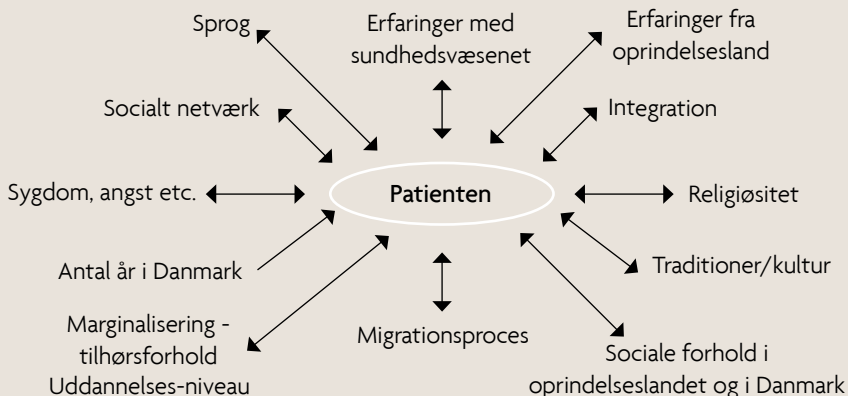 Sprog
Erfaringer med
sundhedsvæsenet
Erfaringer fra
oprindelsesland
Socialt netværk
Integration
Sygdom, angst etc.
Patienten
Religiøsitet
Antal år i Danmark
Traditioner/kultur
Marginalisering -
tilhørsforhold
Uddannelses-niveau
Migrationsproces
Sociale forhold i
oprindelseslandet og i Danmark